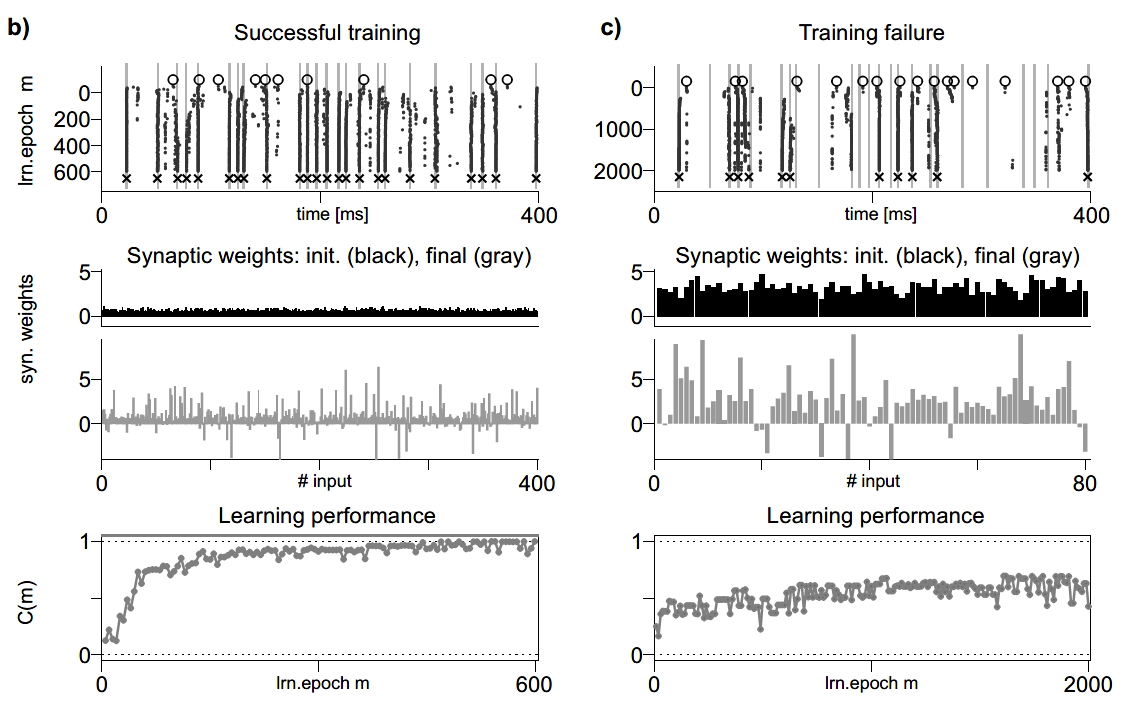 b)
Successful training
lrn.epoch m
0
200
400
600
0
time [ms]
400
Synaptic weights: init. (black), final (gray)
syn. weights
5
0
5
0
0
# input
400
Learning performance
C(m)
1
0
0
lrn.epoch m
600
c)
Training failure
0
1000
2000
0
time [ms]
400
Synaptic weights: init. (black), final (gray)
5
0
5
0
0
# input
80
Learning performance
1
0
0
lrn.epoch m
2000